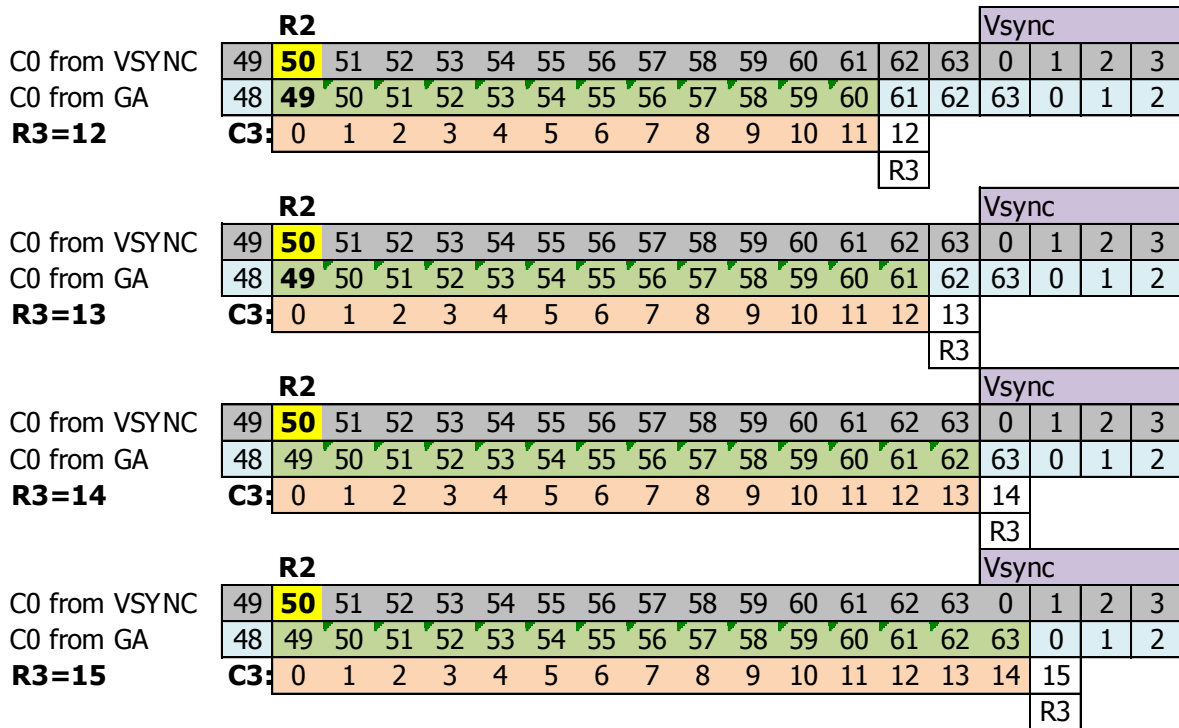 R2 Vsync
C0 from VSYNC 49 50 51 52 53 54 55 56 57 58 59 60 61 62 63 0 1 2 3
C0 from GA 48 49 50 51 52 53 54 55 56 57 58 59 60 61 62 63 0 1 2
R3=12 C3: 0 1 2 3 4 5 6 7 8 9 10 11 12
R3
R2 Vsync
C0 from VSYNC 49 50 51 52 53 54 55 56 57 58 59 60 61 62 63 0 1 2 3
C0 from GA 48 49 50 51 52 53 54 55 56 57 58 59 60 61 62 63 0 1 2
R3=13 C3: 0 1 2 3 4 5 6 7 8 9 10 11 12 13
R3
R2 Vsync
C0 from VSYNC 49 50 51 52 53 54 55 56 57 58 59 60 61 62 63 0 1 2 3
C0 from GA 48 49 50 51 52 53 54 55 56 57 58 59 60 61 62 63 0 1 2
R3=14 C3: 0 1 2 3 4 5 6 7 8 9 10 11 12 13 14
R3
R2 Vsync
C0 from VSYNC 49 50 51 52 53 54 55 56 57 58 59 60 61 62 63 0 1 2 3
C0 from GA 48 49 50 51 52 53 54 55 56 57 58 59 60 61 62 63 0 1 2
R3=15 C3: 0 1 2 3 4 5 6 7 8 9 10 11 12 13 14 15
R3